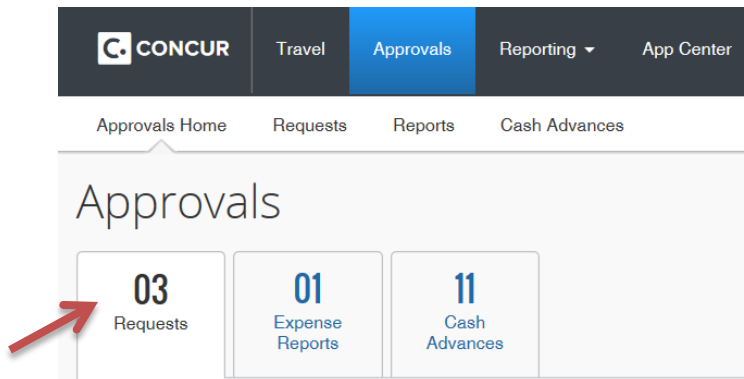 C. CONCUR Travel Approvals Reporting App Center
Approvals Home Requests Reports Cash Advances
Approvals
03 01 11
Requests Expense Cash
Reports Advances